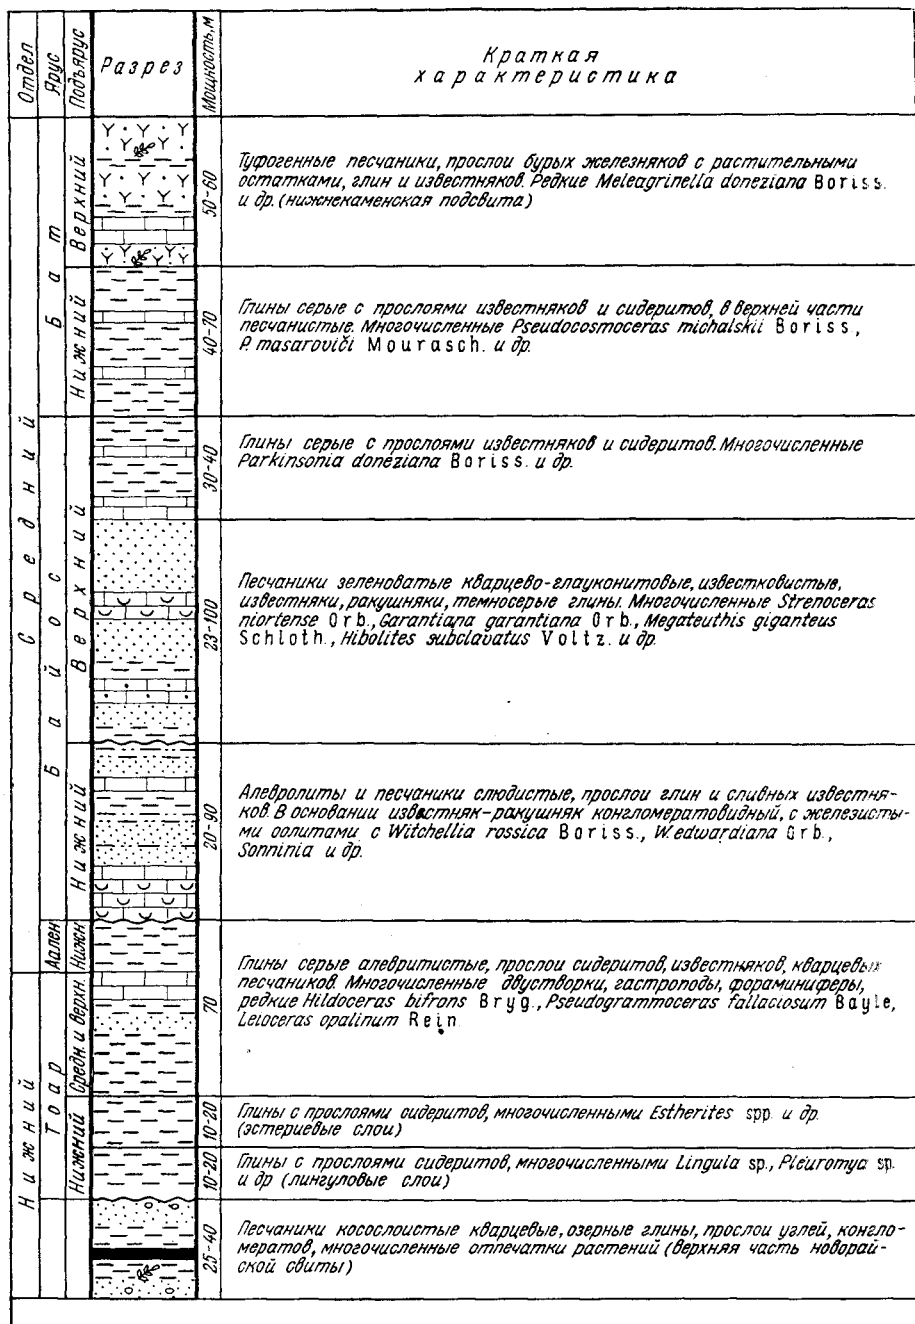 Отдел
Ярус
Подъярус
Разрез
Мощность, м
Краткая
характеристика
Средний
Бат
Верхний
50-60
Туфогенные песчаники, прослои бурых железняков с растительными
остатками, глин и известняков. Редкие Meleagrinella doneziana Boriss.
и др. (нижнекаменская подсвита)
Нижний
40-70
Глины серые с прослоями известняков и сидеритов, в верхней части
песчанистые. Многочисленные Pseudocosmoceras michalskii Boriss.,
P. masarovići Mourasch. и др.
Байос
Верхний
30-40
Глины серые с прослоями известняков и сидеритов. Многочисленные
Parkinsonia doneziana Boriss. и др.
23-100
Песчаники зеленоватые кварцево-глауконитовые, известковистые,
известняки, ракушняки, темносерые глины. Многочисленные Strenoceras
niortense Orb., Garantiana garantiana Orb., Megateuthis giganteus
Schloth., Hibolites subclavatus Voltz. и др.
Нижний
20-90
Алевролиты и песчаники слюдистые, прослои глин и сливных известня-
ков. В основании известняк-ракушняк конгломератовидный, с железисты-
ми оолитами с Witchellia rossica Boriss., W. edwardiana Orb.,
Sonninia и др.
Аален
Нижн
Нижний
Тоар
Средн. и верхн.
70
Глины серые алевритистые, прослои сидеритов, известняков, кварцевых
песчаников. Многочисленные двустворки, гастроподы, фораминиферы,
редкие Hildoceras bifrons Bryg., Pseudogrammoceras fallaciosum Bayle,
Leioceras opalinum Rein
Нижний
10-20
Глины с прослоями сидеритов, многочисленными Estherites spp. и др.
(эстериевые слои)
10-20
Глины с прослоями сидеритов, многочисленными Lingula sp., Pleuromya sp.
и др (лингуловые слои)
25-40
Песчаники косослоистые кварцевые, озерные глины, прослои углей, конгло-
мератов, многочисленные отпечатки растений (верхняя часть новорай-
ской свиты)